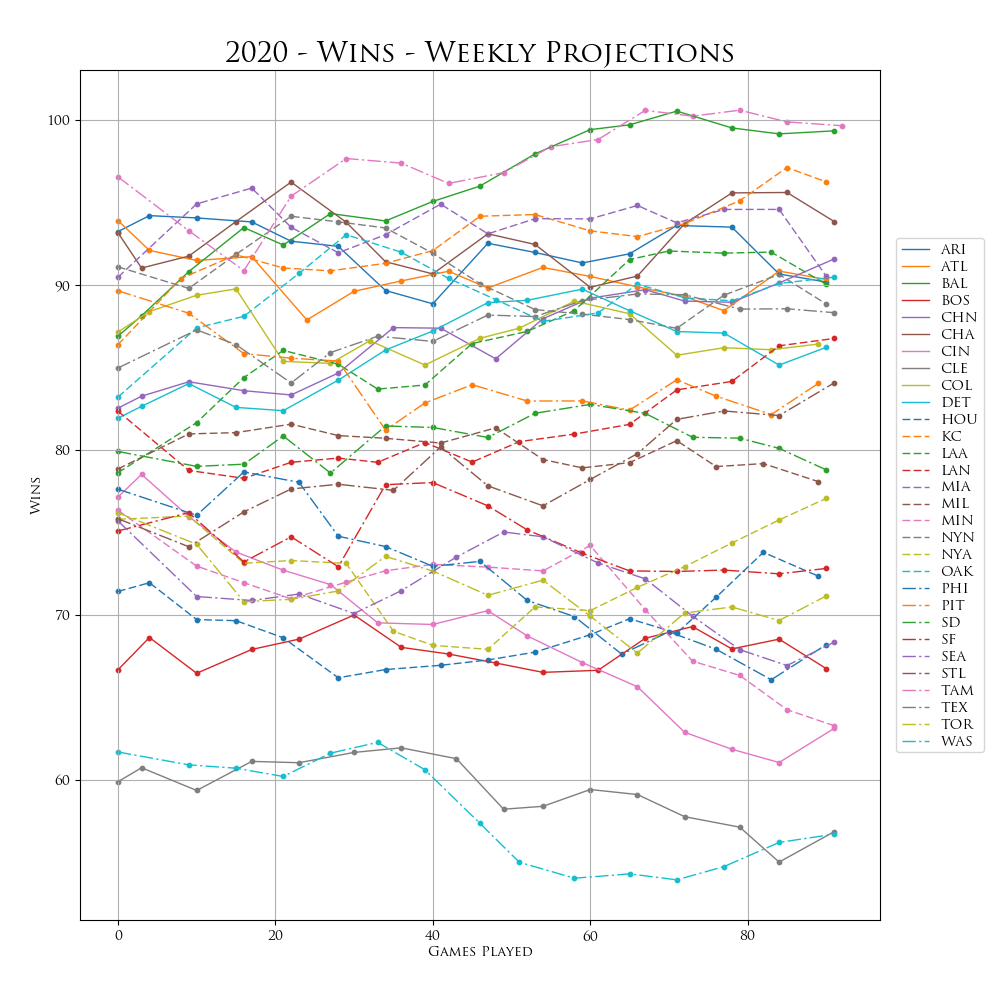 2020 - Wins - Weekly Projections
100
90
80
70
60
Wins
0 20 40 60 80
Games Played
ARI
ATL
BAL
BOS
CHN
CHA
CIN
CLE
COL
DET
HOU
KC
LAA
LAN
MIA
MIL
MIN
NYN
NYA
OAK
PHI
PIT
SD
SF
SEA
STL
TAM
TEX
TOR
WAS